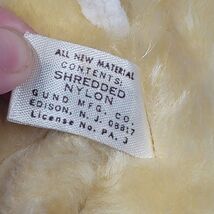 ALL NEW MATERIAL
CONTENTS:
SHREDDED
NYLON
GUND MFG. CO.
EDISON, N. J. 08817
License No. PA. 3